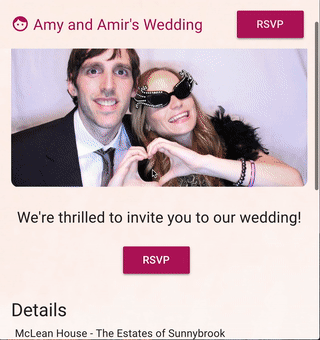 Amy and Amir's Wedding
RSVP
We're thrilled to invite you to our wedding!
RSVP
Details
McLean House - The Estates of Sunnybrook